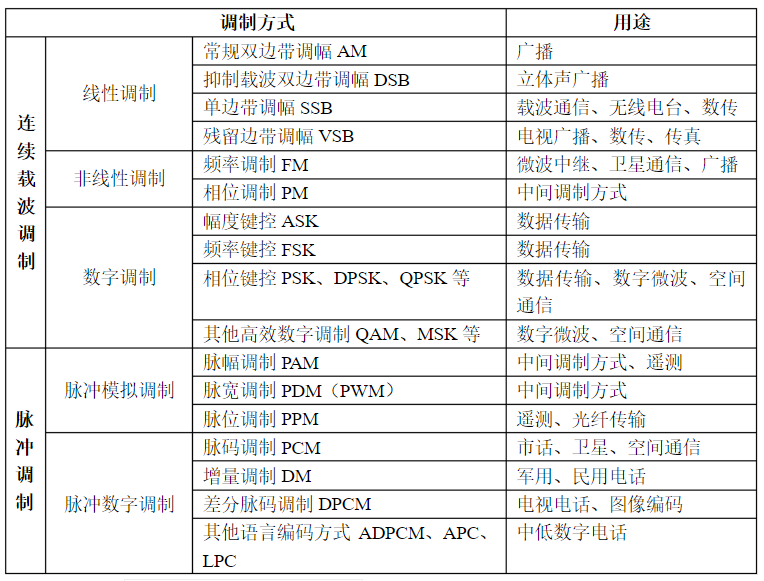 调制方式 用途
连续载波调制
线性调制
常规双边带调幅 AM 广播
抑制载波双边带调幅 DSB 立体声广播
单边带调幅 SSB 载波通信、无线电台、数传
残留边带调幅 VSB 电视广播、数传、传真
非线性调制
频率调制 FM 微波中继、卫星通信、广播
相位调制 PM 中间调制方式
数字调制
幅度键控 ASK 数据传输
频率键控 FSK 数据传输
相位键控 PSK、DPSK、QPSK 等 数据传输、数字微波、空间
通信
其他高效数字调制 QAM、MSK 等 数字微波、空间通信
脉冲调制
脉冲模拟调制
脉幅调制 PAM 中间调制方式、遥测
脉宽调制 PDM（PWM） 中间调制方式
脉位调制 PPM 遥测、光纤传输
脉冲数字调制
脉码调制 PCM 市话、卫星、空间通信
增量调制 DM 军用、民用电话
差分脉码调制 DPCM 电视电话、图像编码
其他语言编码方式 ADPCM、APC、 中低数字电话
LPC